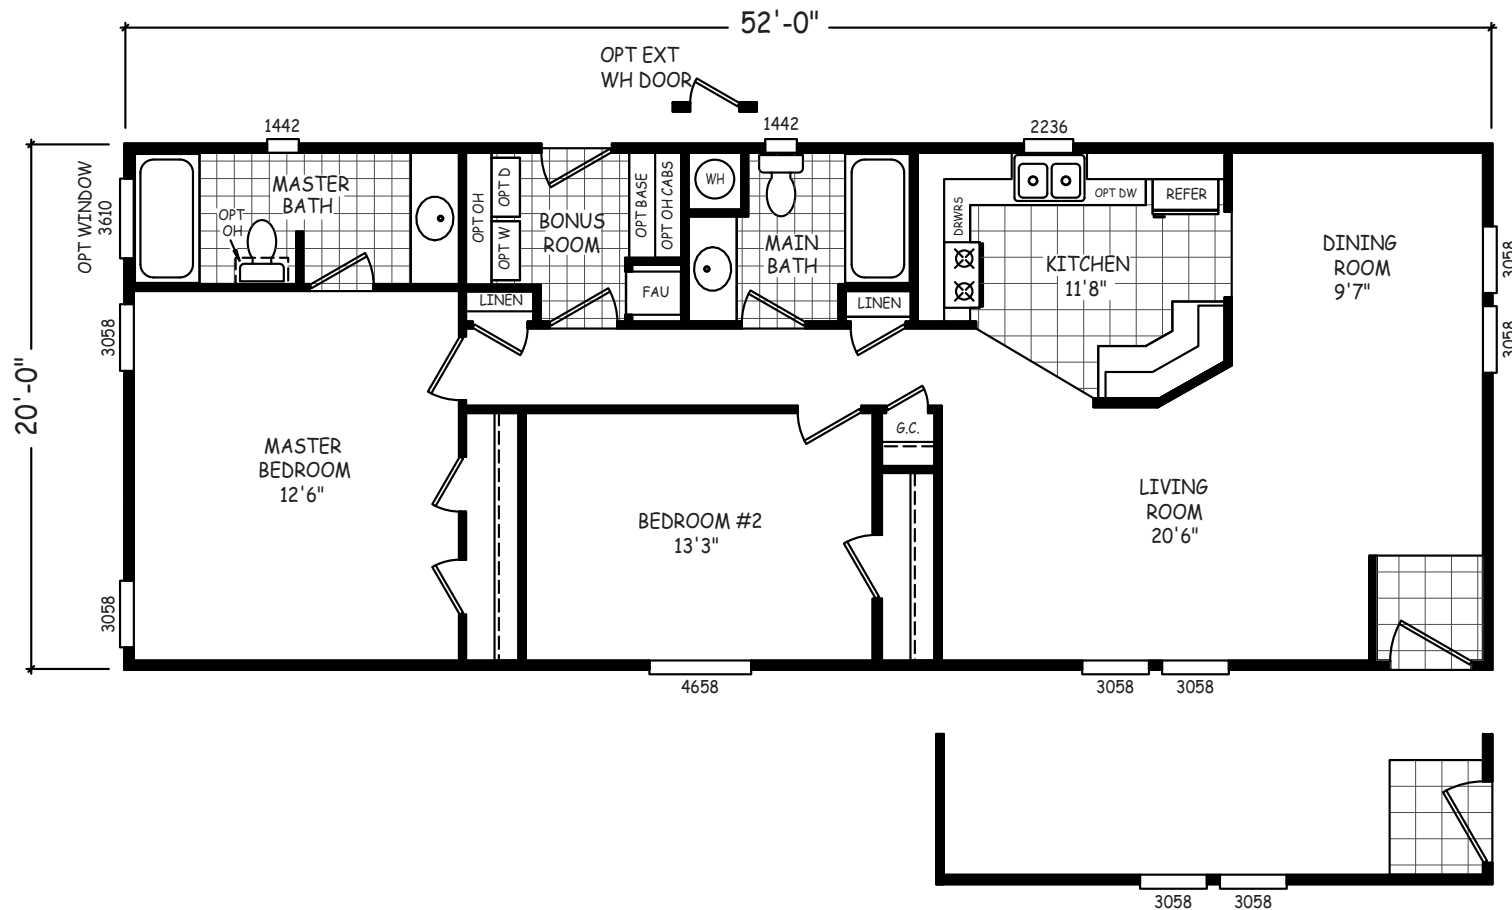 52'-0"
OPT EXT
WH DOOR
1442
1442
2236
OPT WINDOW
3610
MASTER
BATH
OPT
OH
OPT OH
OPT D
OPT W
BONUS
ROOM
OPT BASE
OPT OH CABS
WH
MAIN
BATH
DRWRS
OPT DW
REFER
KITCHEN
11'8"
DINING
ROOM
9'7"
3058
3058
LINEN
FAU
LINEN
3058
20'-0"
MASTER
BEDROOM
12'6"
G.C.
BEDROOM #2
13'3"
LIVING
ROOM
20'6"
3058
4658
3058
3058
3058
3058